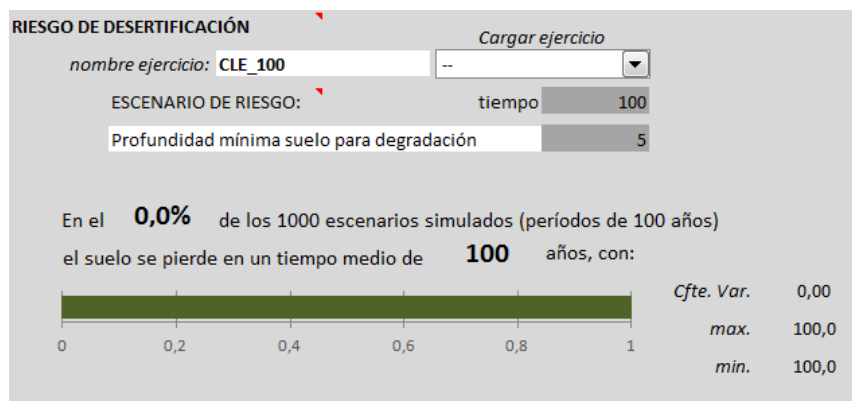 RIESGO DE DESERTIFICACIÓN
Cargar ejercicio
nombre ejercicio: CLE_100 --
ESCENARIO DE RIESGO: tiempo 100
Profundidad mínima suelo para degradación 5
En el 0,0% de los 1000 escenarios simulados (períodos de 100 años)
el suelo se pierde en un tiempo medio de 100 años, con:
Cfte. Var. 0,00
max. 100,0
min. 100,0
0 0,2 0,4 0,6 0,8 1